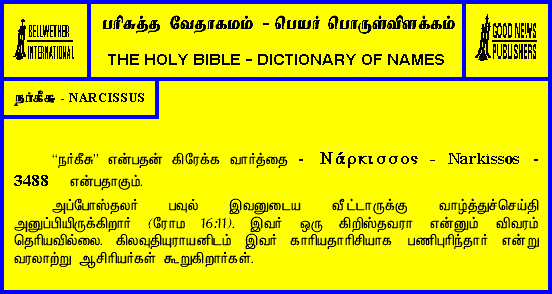 BELLWETHER
INTERNATIONAL
பரிசுத்த வேதாகமம் - பெயர் பொருள்விளக்கம்
THE HOLY BIBLE - DICTIONARY OF NAMES
GOOD NEWS
PUBLISHERS
நர்கீசு - NARCISSUS
“நர்கீசு” என்பதன் கிரேக்க வார்த்தை - Νάρκισσος - Narkissos -
3488 என்பதாகும்.
அப்போஸ்தலர் பவுல் இவனுடைய வீட்டாருக்கு வாழ்த்துச்செய்தி
அனுப்பியிருக்கிறார் (ரோம 16:11). இவர் ஒரு கிறிஸ்தவரா என்னும் விவரம்
தெரியவில்லை. கிலவுதியுராயனிடம் இவர் காரியதாரிசியாக பணிபுரிந்தார் என்று
வரலாற்று ஆசிரியர்கள் கூறுகிறார்கள்.